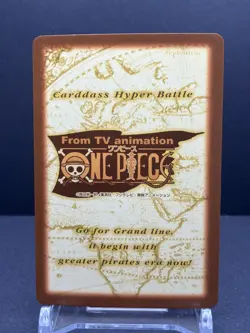 Carddass Hyper Battle
From TV animation
ワンピース
ONE PIECE
Go for Grand line.
It begin with
greater pirates era now!